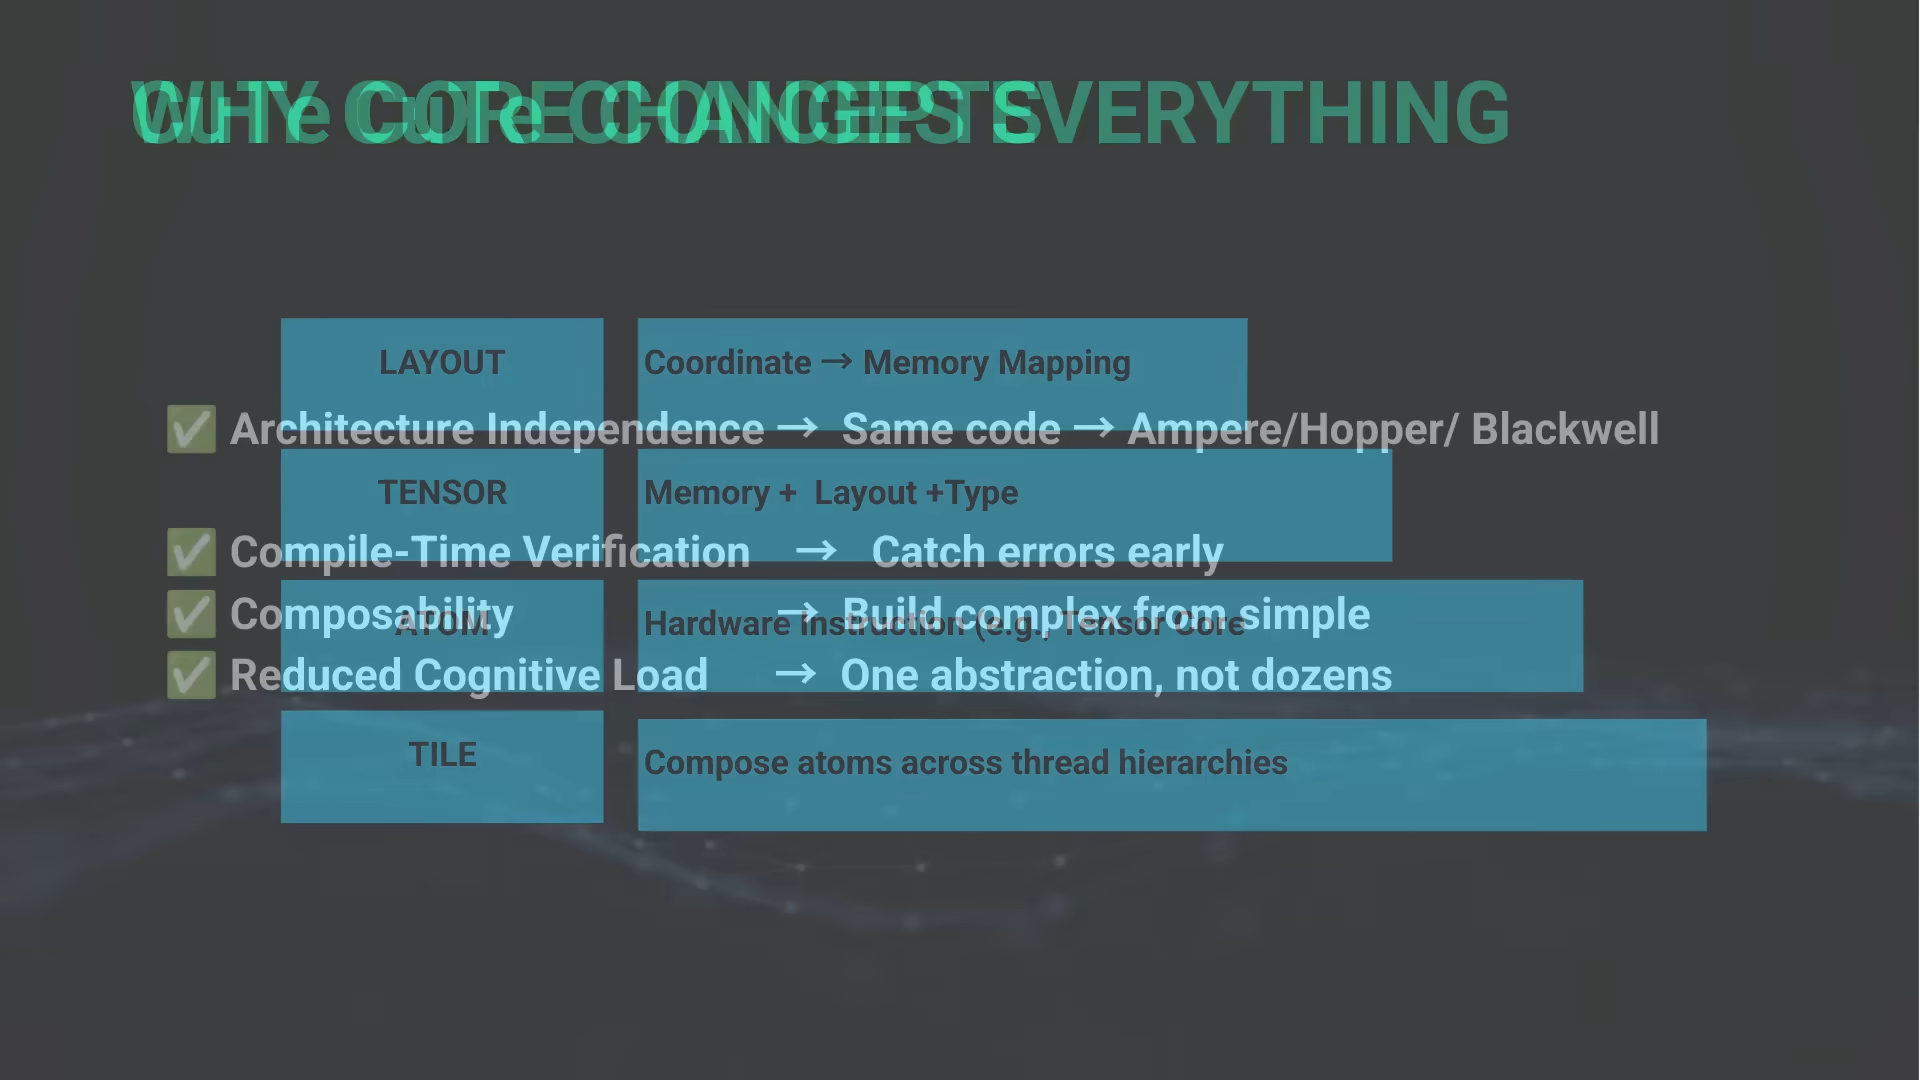 WHY CuTe CHANGES EVERYTHING
CuTe CORE CONCEPTS
LAYOUT
Coordinate → Memory Mapping
✅ Architecture Independence → Same code → Ampere/Hopper/ Blackwell
TENSOR
Memory + Layout +Type
✅ Compile-Time Verification → Catch errors early
✅ Composability → Build complex from simple
ATOM
Hardware Instruction (e.g., Tensor Core
✅ Reduced Cognitive Load → One abstraction, not dozens
TILE
Compose atoms across thread hierarchies